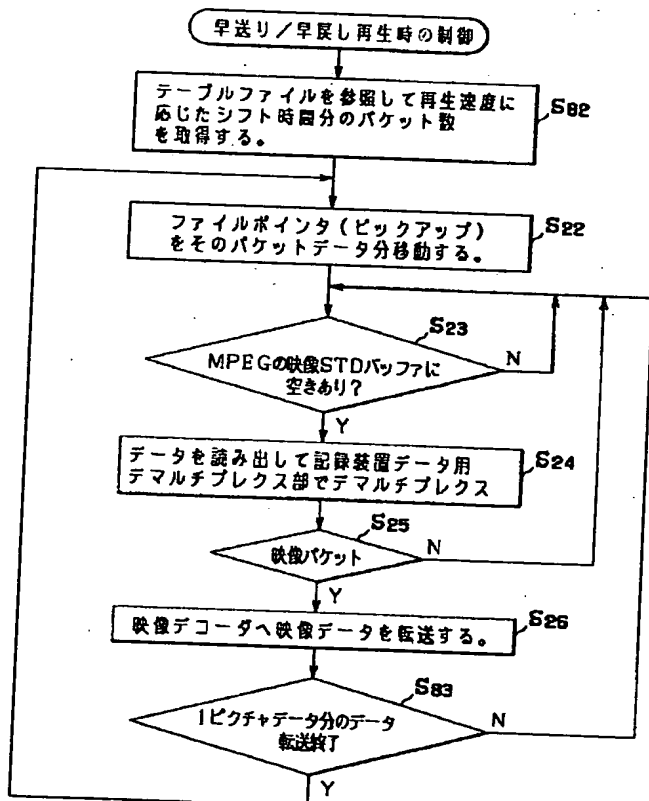 早送り/早戻し再生時の制御
テーブルファイルを参照して再生速度に
応じたシフト時間分のパケット数
を取得する。
S82
ファイルポインタ(ピックアップ)
をそのパケットデータ分移動する。
S22
S23
MPEGの映像STDバッファに
空きあり?
N
Y
データを読み出して記録装置データ用
デマルチプレクス部でデマルチプレクス
S24
S25
映像パケット
N
Y
映像デコーダへ映像データを転送する。
S26
S83
1ピクチャデータ分のデータ
転送終了
N
Y